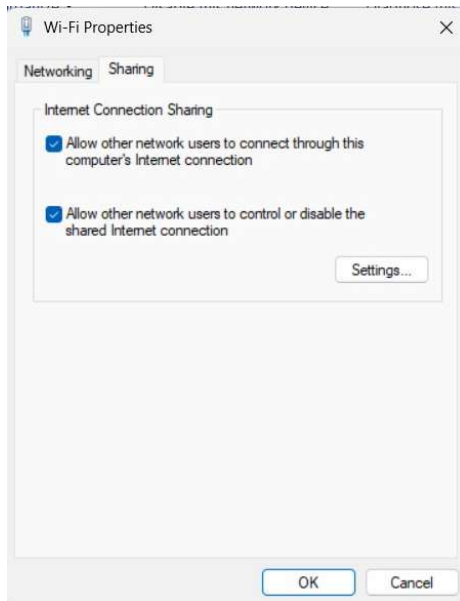 Wi-Fi Properties
Networking
Sharing
Internet Connection Sharing
Allow other network users to connect through this
computer's Internet connection
Allow other network users to control or disable the
shared Internet connection
Settings...
OK
Cancel